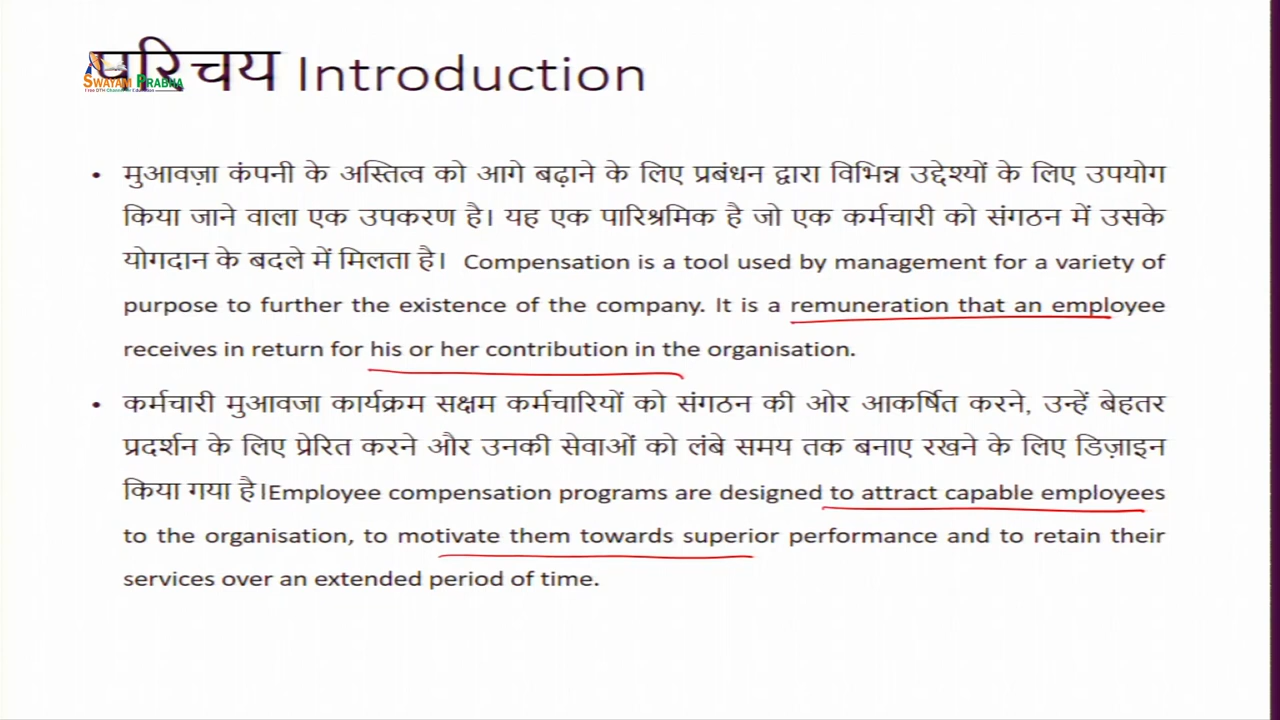 परिचय Introduction
SWAYAM PRABHA
• मुआवज़ा कंपनी के अस्तित्व को आगे बढ़ाने के लिए प्रबंधन द्वारा विभिन्न उद्देश्यों के लिए उपयोग
किया जाने वाला एक उपकरण है। यह एक पारिश्रमिक है जो एक कर्मचारी को संगठन में उसके
योगदान के बदले में मिलता है। Compensation is a tool used by management for a variety of
purpose to further the existence of the company. It is a remuneration that an employee
receives in return for his or her contribution in the organisation.
• कर्मचारी मुआवजा कार्यक्रम सक्षम कर्मचारियों को संगठन की ओर आकर्षित करने, उन्हें बेहतर
प्रदर्शन के लिए प्रेरित करने और उनकी सेवाओं को लंबे समय तक बनाए रखने के लिए डिज़ाइन
किया गया है।Employee compensation programs are designed to attract capable employees
to the organisation, to motivate them towards superior performance and to retain their
services over an extended period of time.